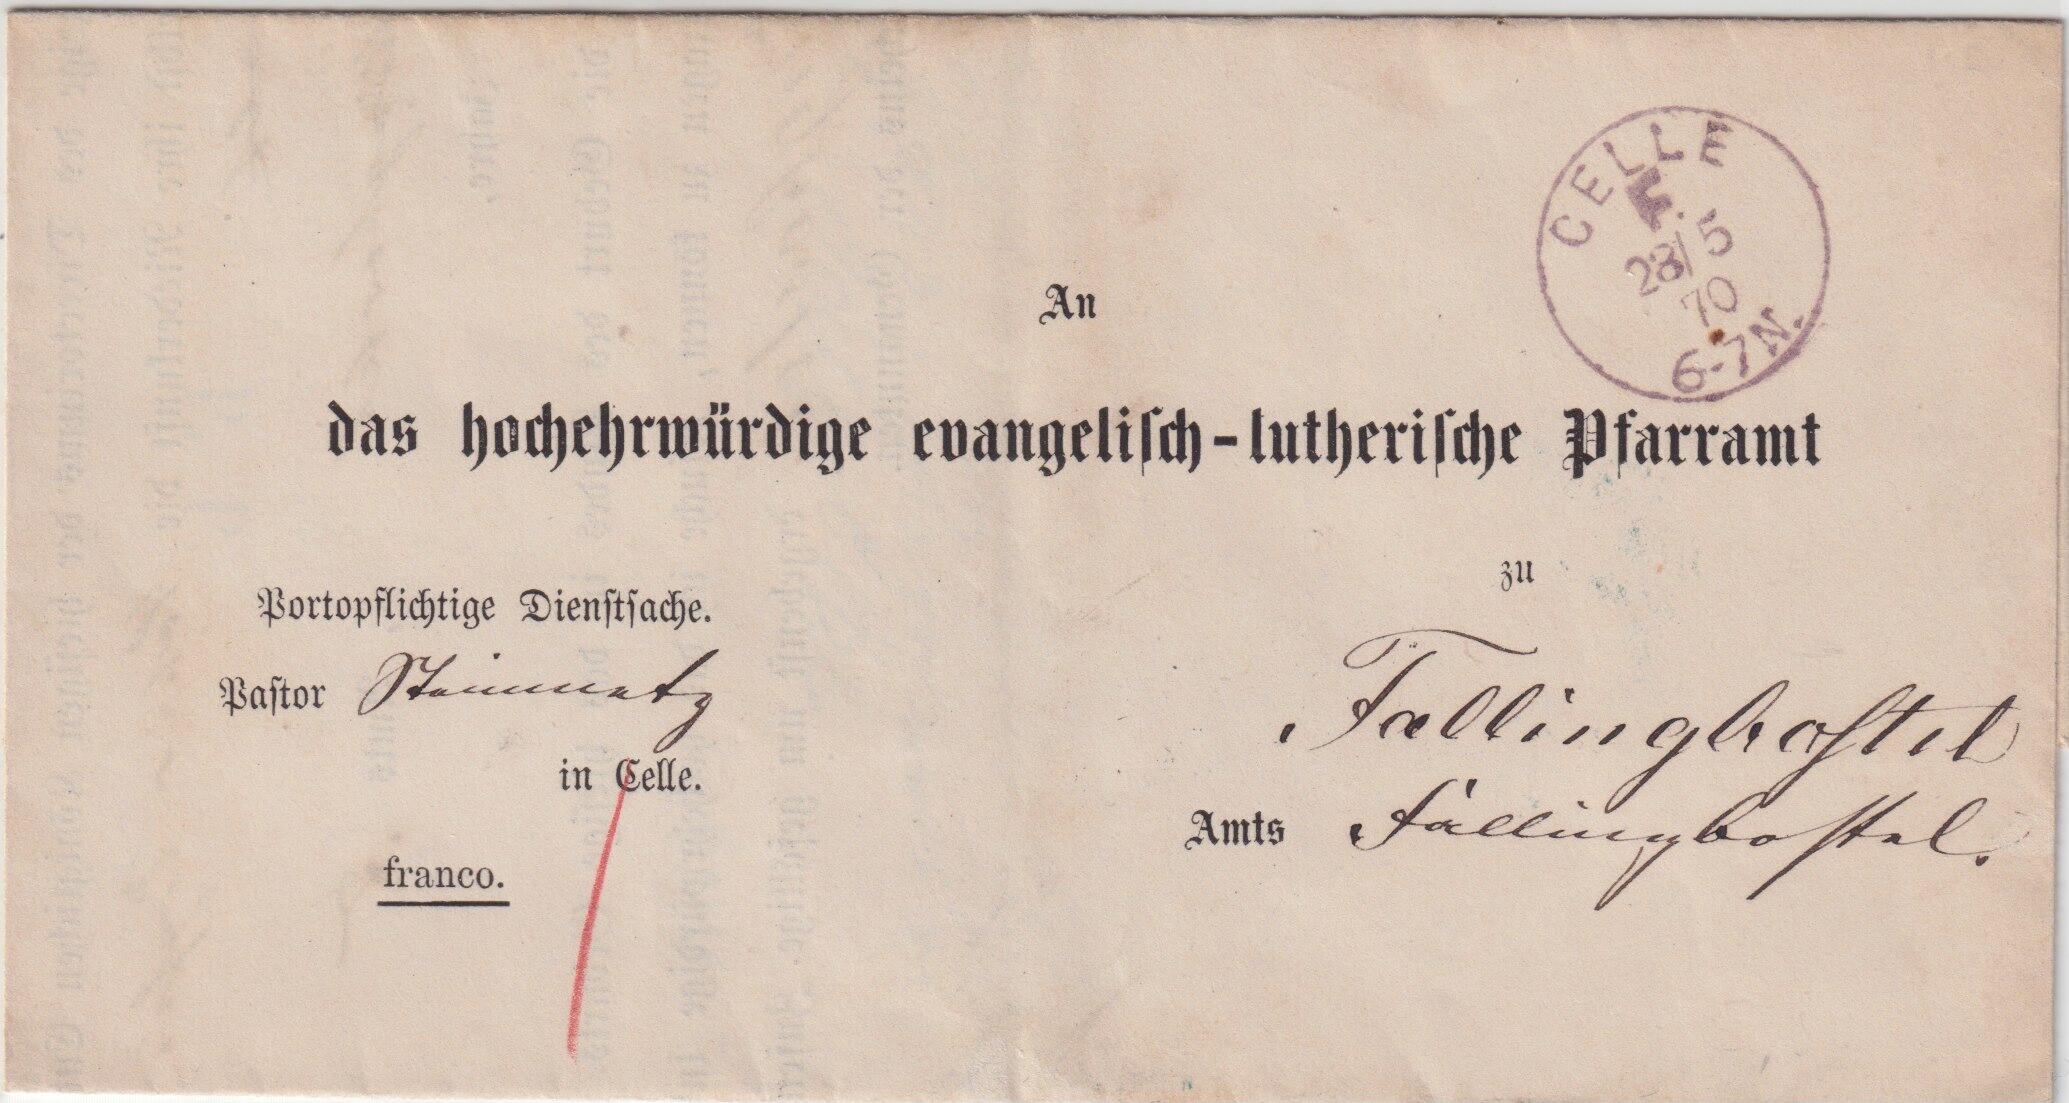 CELLE
F.
28/5
70
6-7N.
An
das hochehrwürdige evangeliſch-lutheriſche Pfarramt
zu
Portopflichtige Dienſtſache.
Paſtor Steinmetz
in Celle.
franco.
Fallingboſtel
Amts Fallingboſtel.